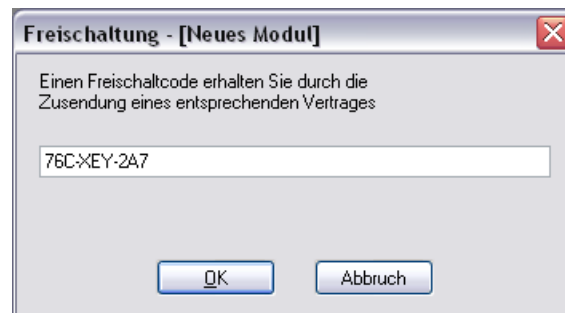 Freischaltung - [Neues Modul]
Einen Freischaltcode erhalten Sie durch die
Zusendung eines entsprechenden Vertrages
76C-XEY-2A7
OK
Abbruch